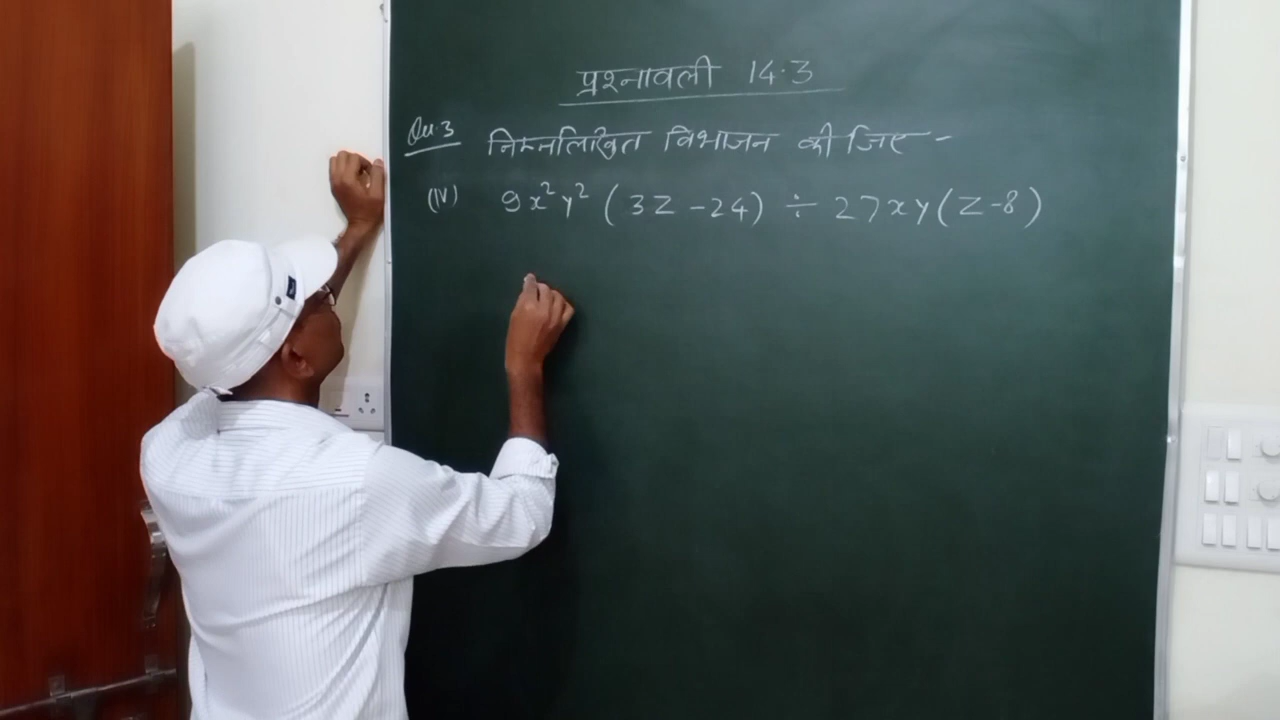 प्रश्नावली 14.3
Qu.3 निम्नलिखित विभाजन कीजिए -
(IV) 9x²y² (3Z - 24) ÷ 27xy(Z-8)